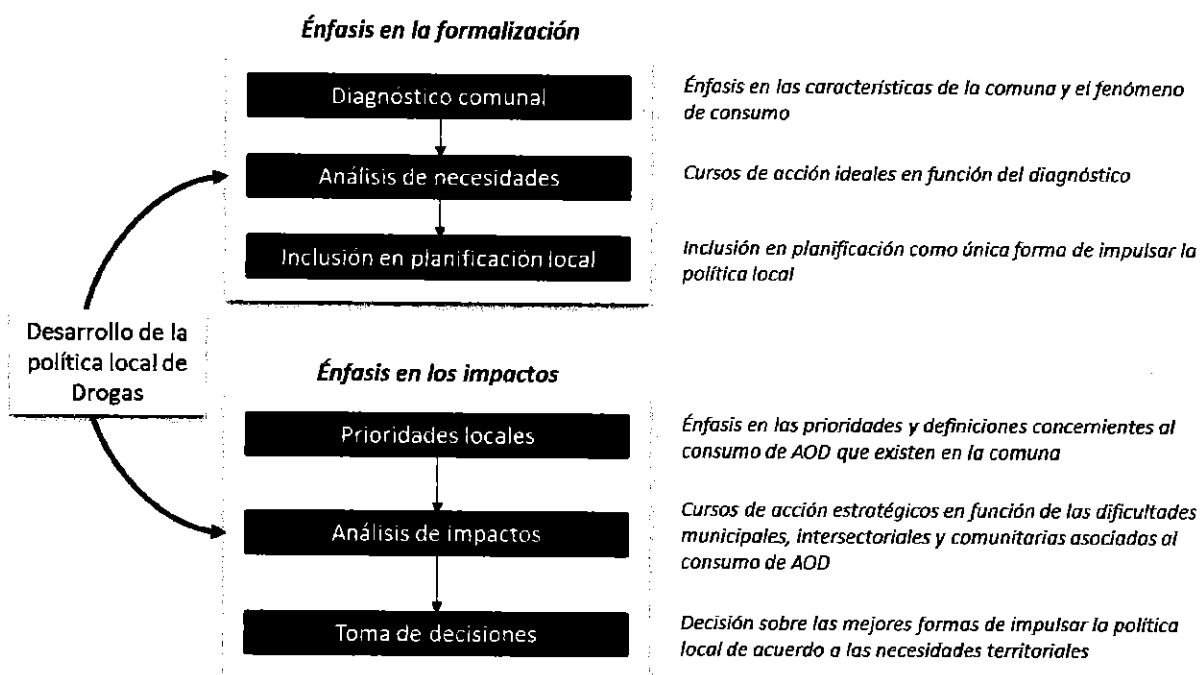 Énfasis en la formalización
Diagnóstico comunal
Énfasis en las características de la comuna y el fenómeno
de consumo
Análisis de necesidades
Cursos de acción ideales en función del diagnóstico
Inclusión en planificación local
Inclusión en planificación como única forma de impulsar la
política local
Desarrollo de la
política local de
Drogas
Énfasis en los impactos
Prioridades locales
Énfasis en las prioridades y definiciones concernientes al
consumo de AOD que existen en la comuna
Análisis de impactos
Cursos de acción estratégicos en función de las dificultades
municipales, intersectoriales y comunitarias asociadas al
consumo de AOD
Toma de decisiones
Decisión sobre las mejores formas de impulsar la política
local de acuerdo a las necesidades territoriales